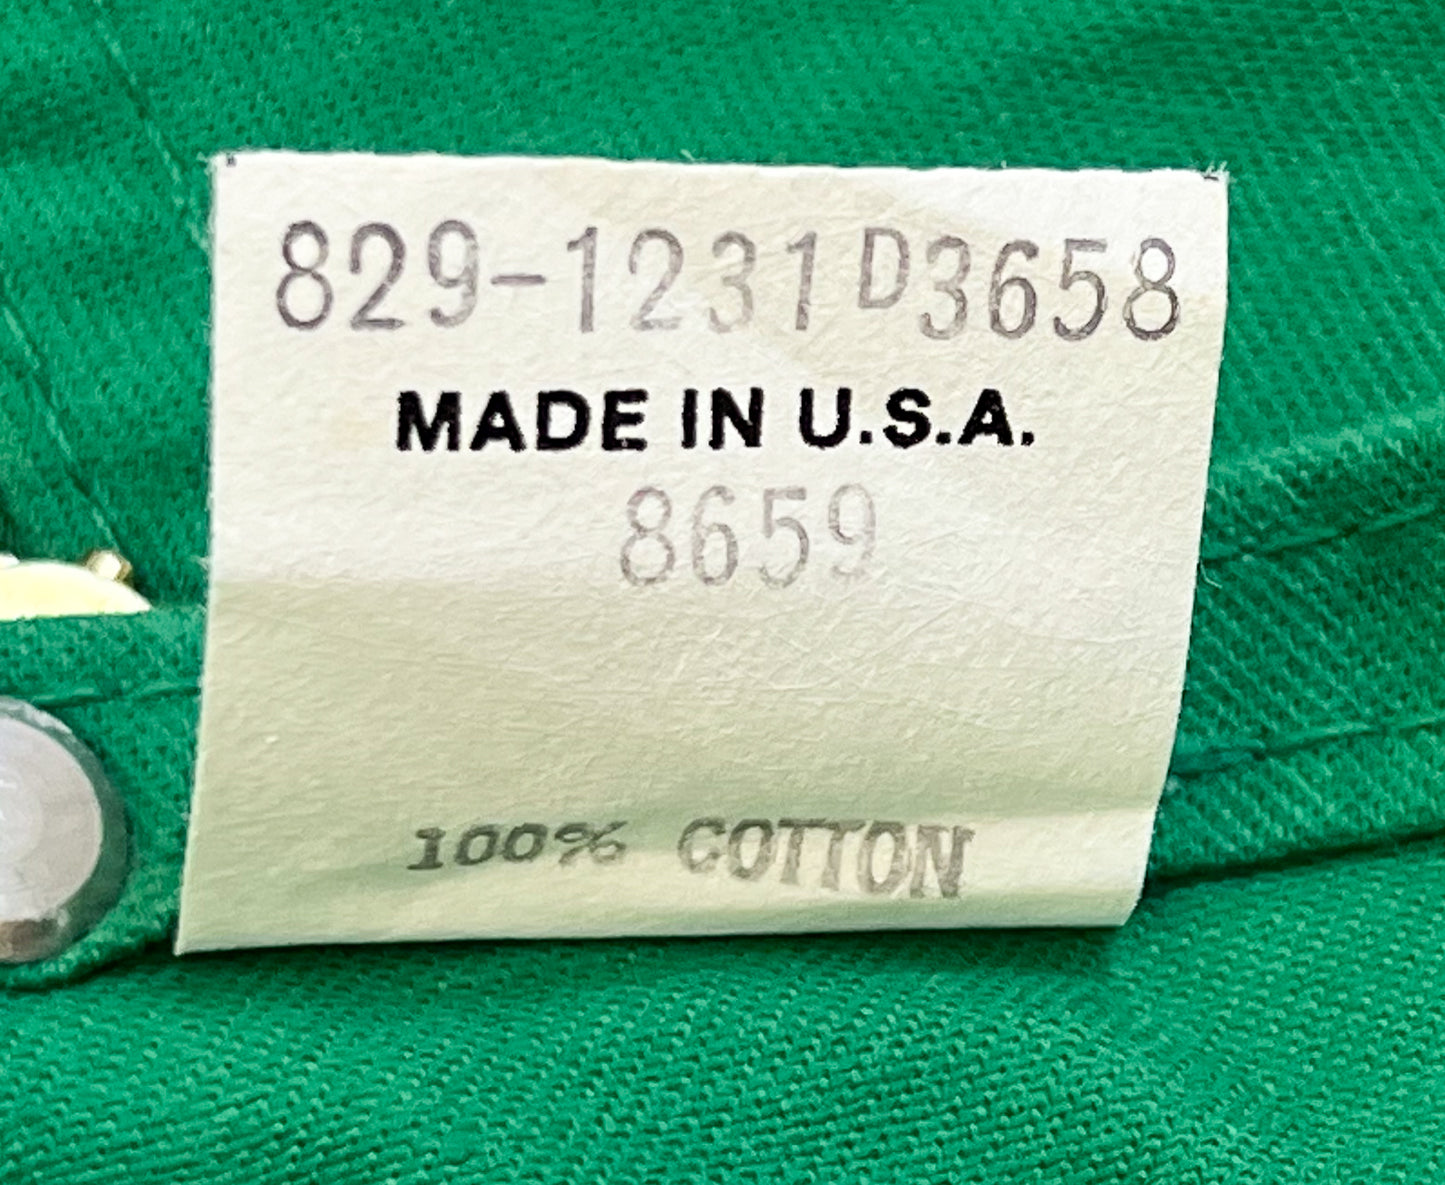 829-1231D3658
MADE IN U.S.A.
8659
100% COTTON